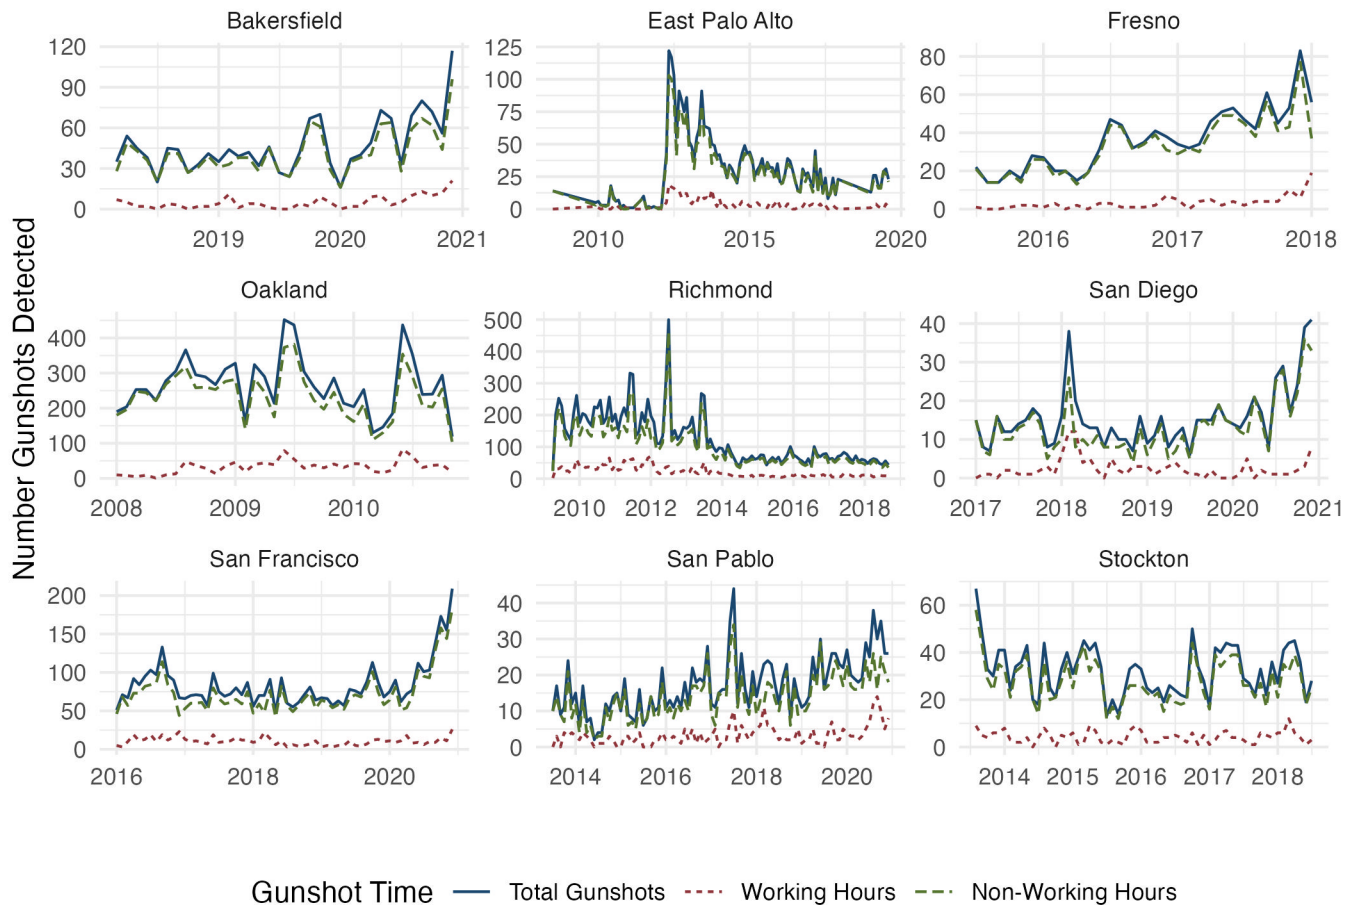 Number Gunshots Detected
Bakersfield
120
90
60
30
0
2019 2020 2021
East Palo Alto
125
100
75
50
25
0
2010 2015 2020
Fresno
80
60
40
20
0
2016 2017 2018
Oakland
400
300
200
100
0
2008 2009 2010
Richmond
500
400
300
200
100
0
2010 2012 2014 2016 2018
San Diego
40
30
20
10
0
2017 2018 2019 2020 2021
San Francisco
200
150
100
50
0
2016 2018 2020
San Pablo
40
30
20
10
0
2014 2016 2018 2020
Stockton
60
40
20
0
2014 2015 2016 2017 2018
Gunshot Time Total Gunshots Working Hours Non-Working Hours